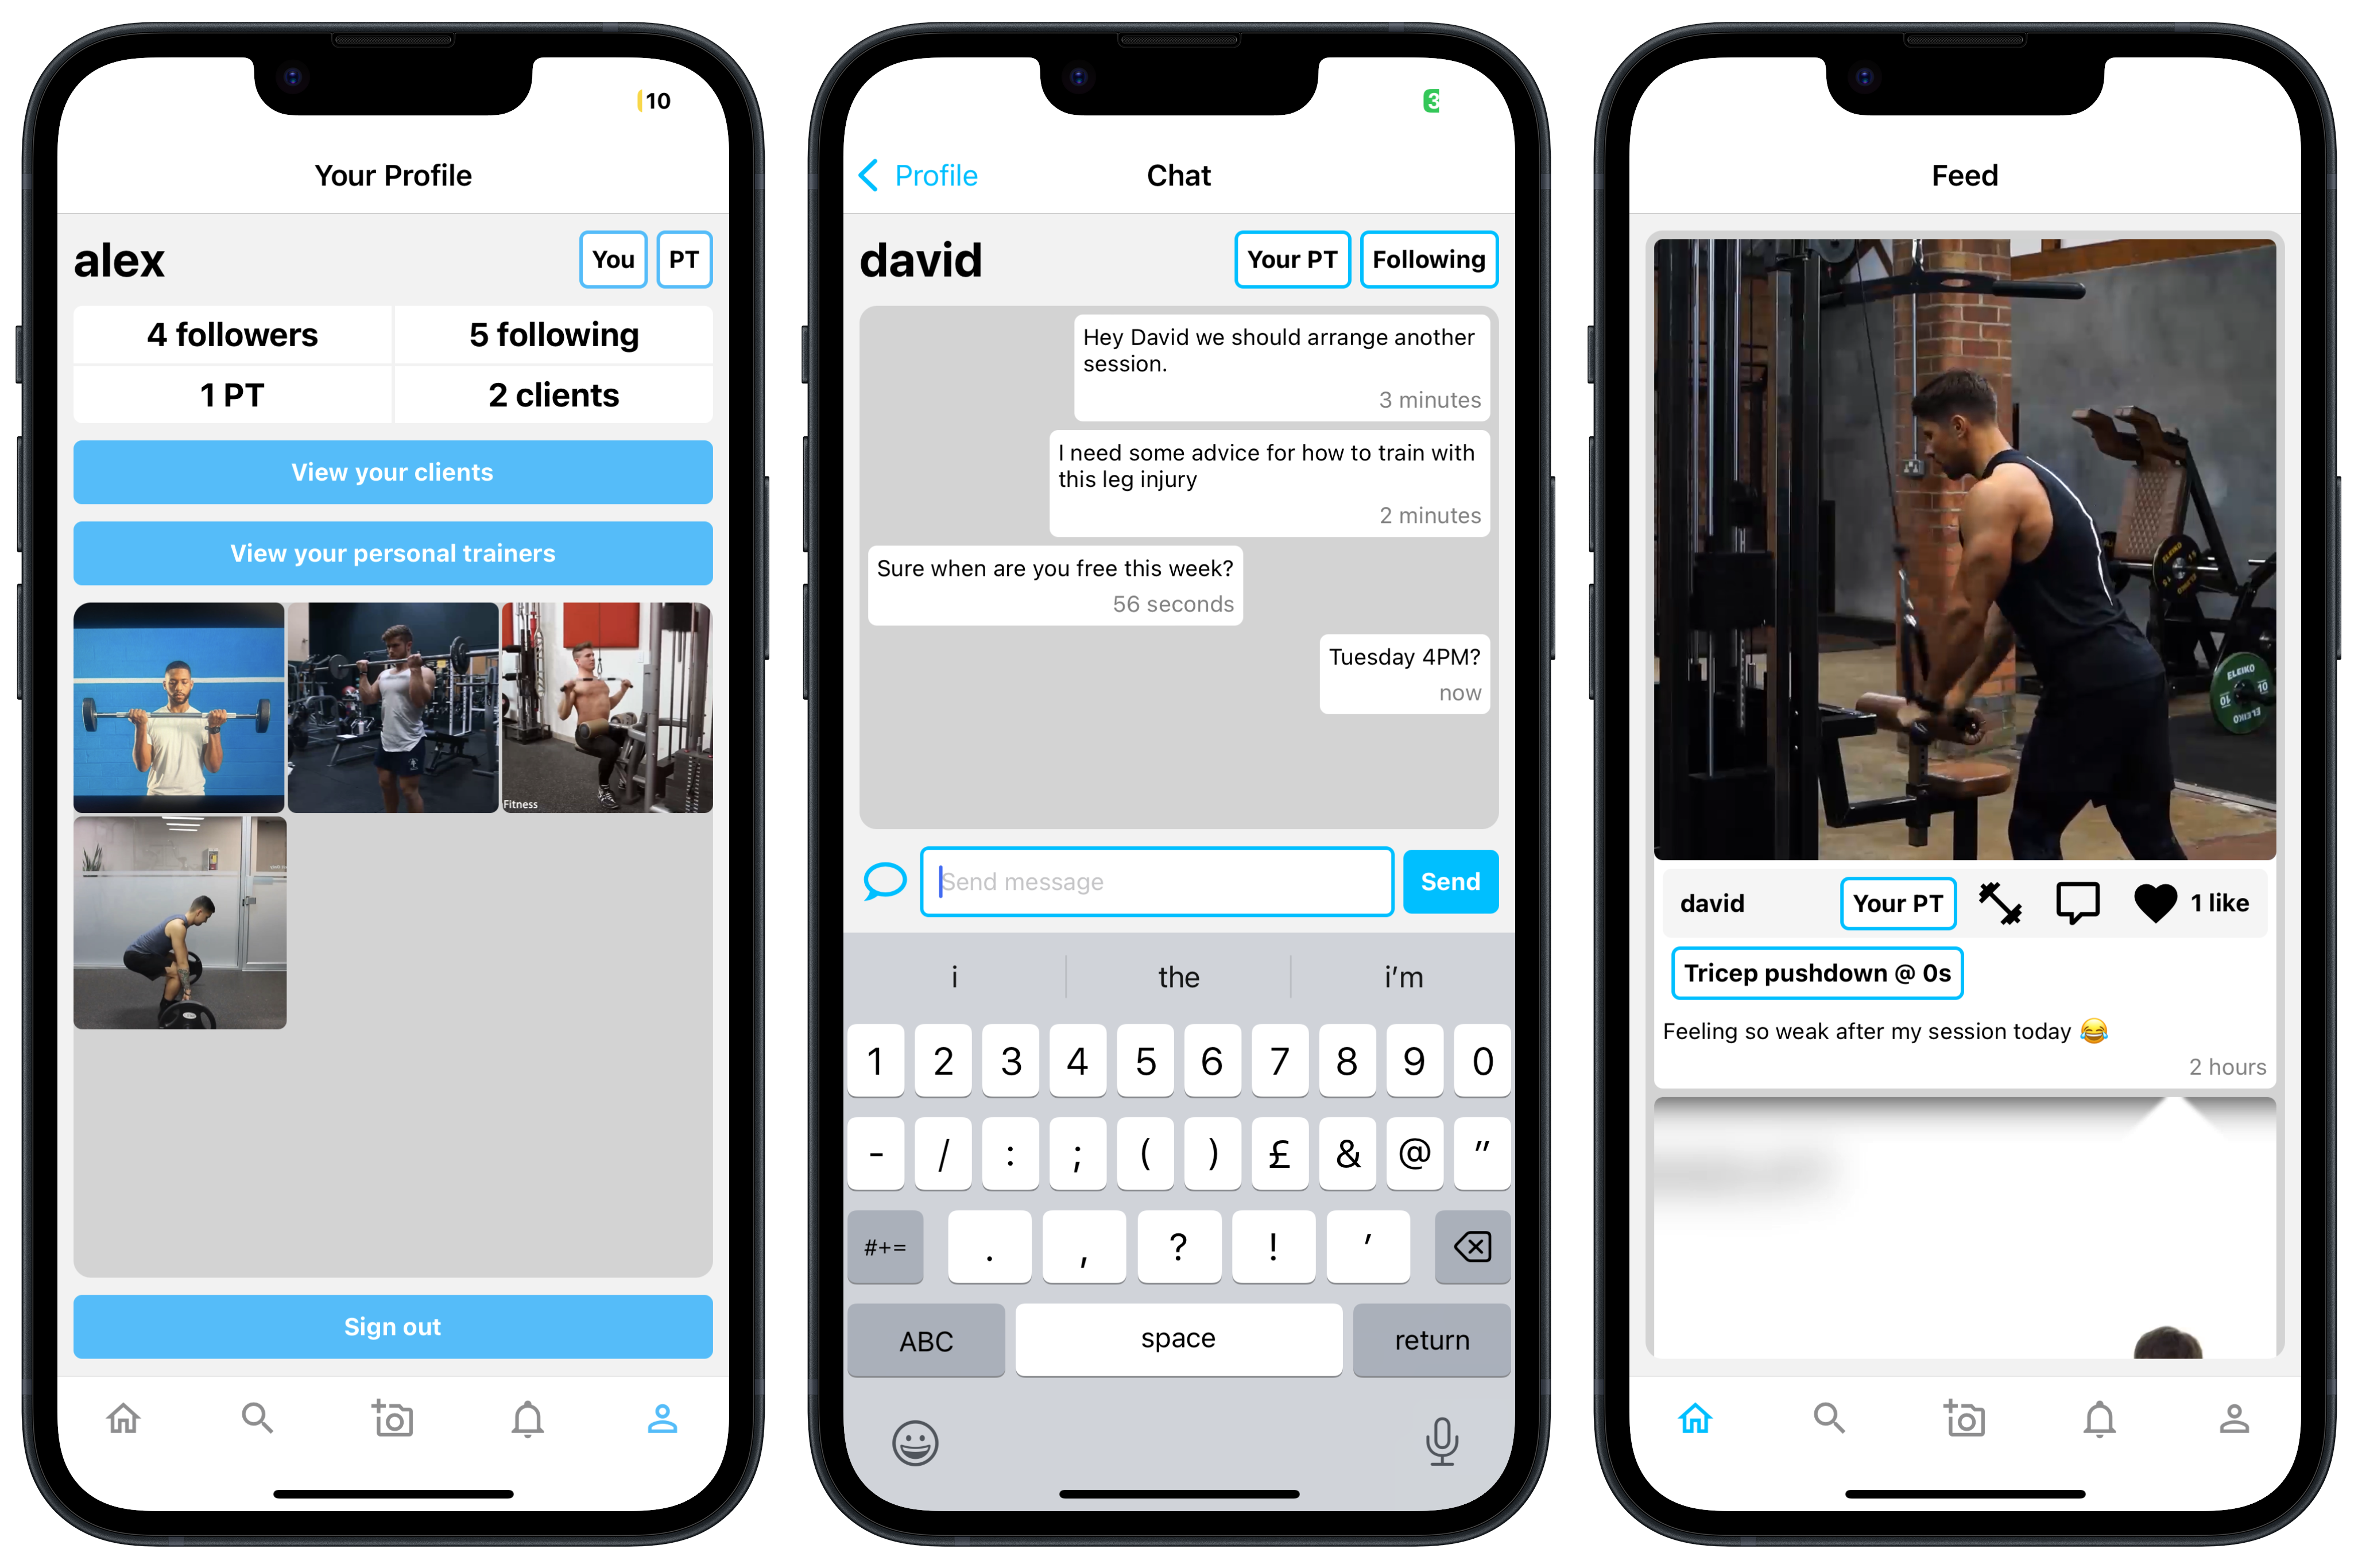 10
Your Profile
alex
You
PT
4 followers
5 following
1 PT
2 clients
View your clients
View your personal trainers
Fitness
Sign out
3
Profile
Chat
david
Your PT
Following
Hey David we should arrange another
session.
3 minutes
I need some advice for how to train with
this leg injury
2 minutes
Sure when are you free this week?
56 seconds
Tuesday 4PM?
now
Send message
Send
i
the
i'm
1 2 3 4 5 6 7 8 9 0
- / : ; ( ) £ & @ "
#+= . , ? ! '
ABC
space
return
Feed
ELEIKO
ELEIKO
10
10
ELEIKO
david
Your PT
1 like
Tricep pushdown @ 0s
Feeling so weak after my session today 😂
2 hours